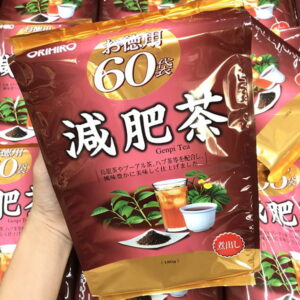 ORIHIRO
お徳用
60袋
減肥茶
Genpi Tea
烏龍茶やプーアル茶、ハブ茶等を配合し、
風味豊かに美味しく仕上げました。
煮出し